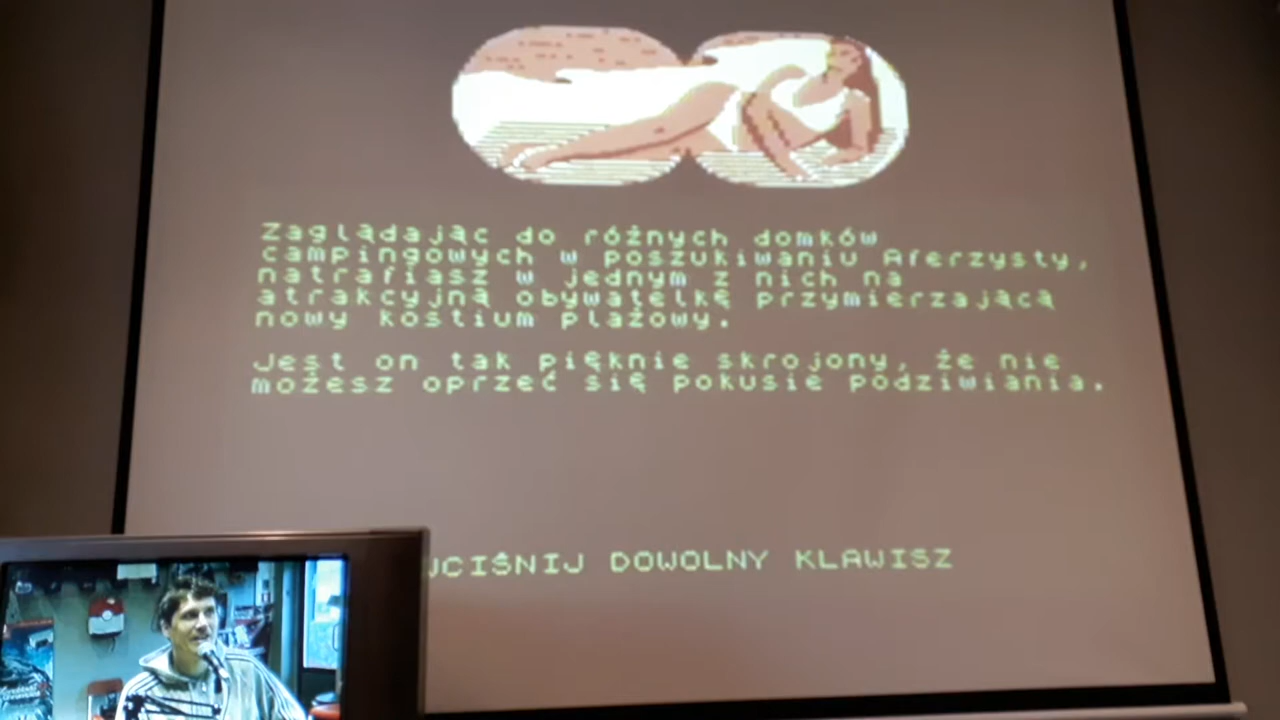 Zaglądając do różnych domków
campingowych w poszukiwaniu Aferzysty,
natrafiasz w jednym z nich na
atrakcyjną obywatelkę przymierzającą
nowy kostium plażowy.
Jest on tak pięknie skrojony, że nie
możesz oprzeć się pokusie podziwiania.
WCIŚNIJ DOWOLNY KLAWISZ